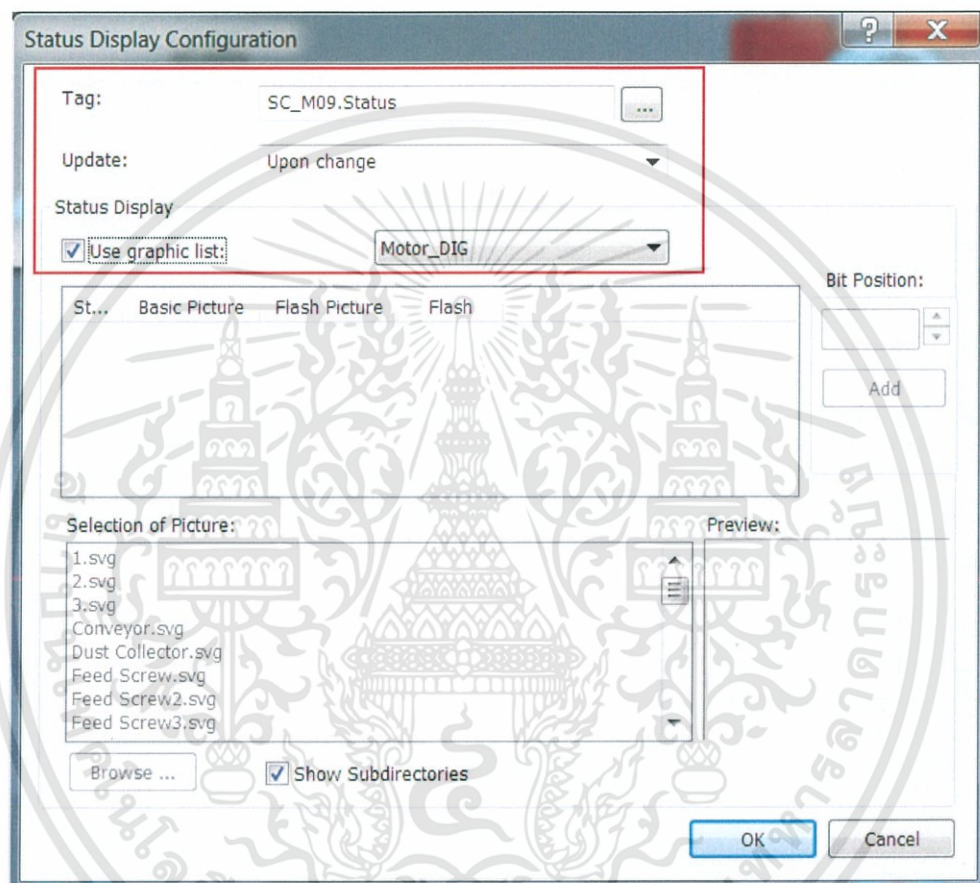 Status Display Configuration
Tag: SC_M09.Status ...
Update: Upon change
Status Display
Use graphic list: Motor_DIG
Bit Position:
St... Basic Picture Flash Picture Flash
Add
Selection of Picture: Preview:
1.svg
2.svg
3.svg
Conveyor.svg
Dust Collector.svg
Feed Screw.svg
Feed Screw2.svg
Feed Screw3.svg
Browse ... Show Subdirectories
OK Cancel